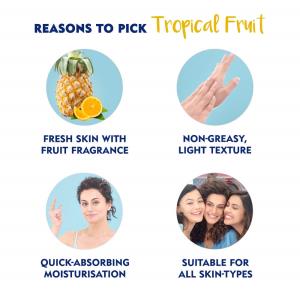 REASONS TO PICK Tropical Fruit
FRESH SKIN WITH
FRUIT FRAGRANCE
NON-GREASY,
LIGHT TEXTURE
QUICK-ABSORBING
MOISTURISATION
SUITABLE FOR
ALL SKIN-TYPES